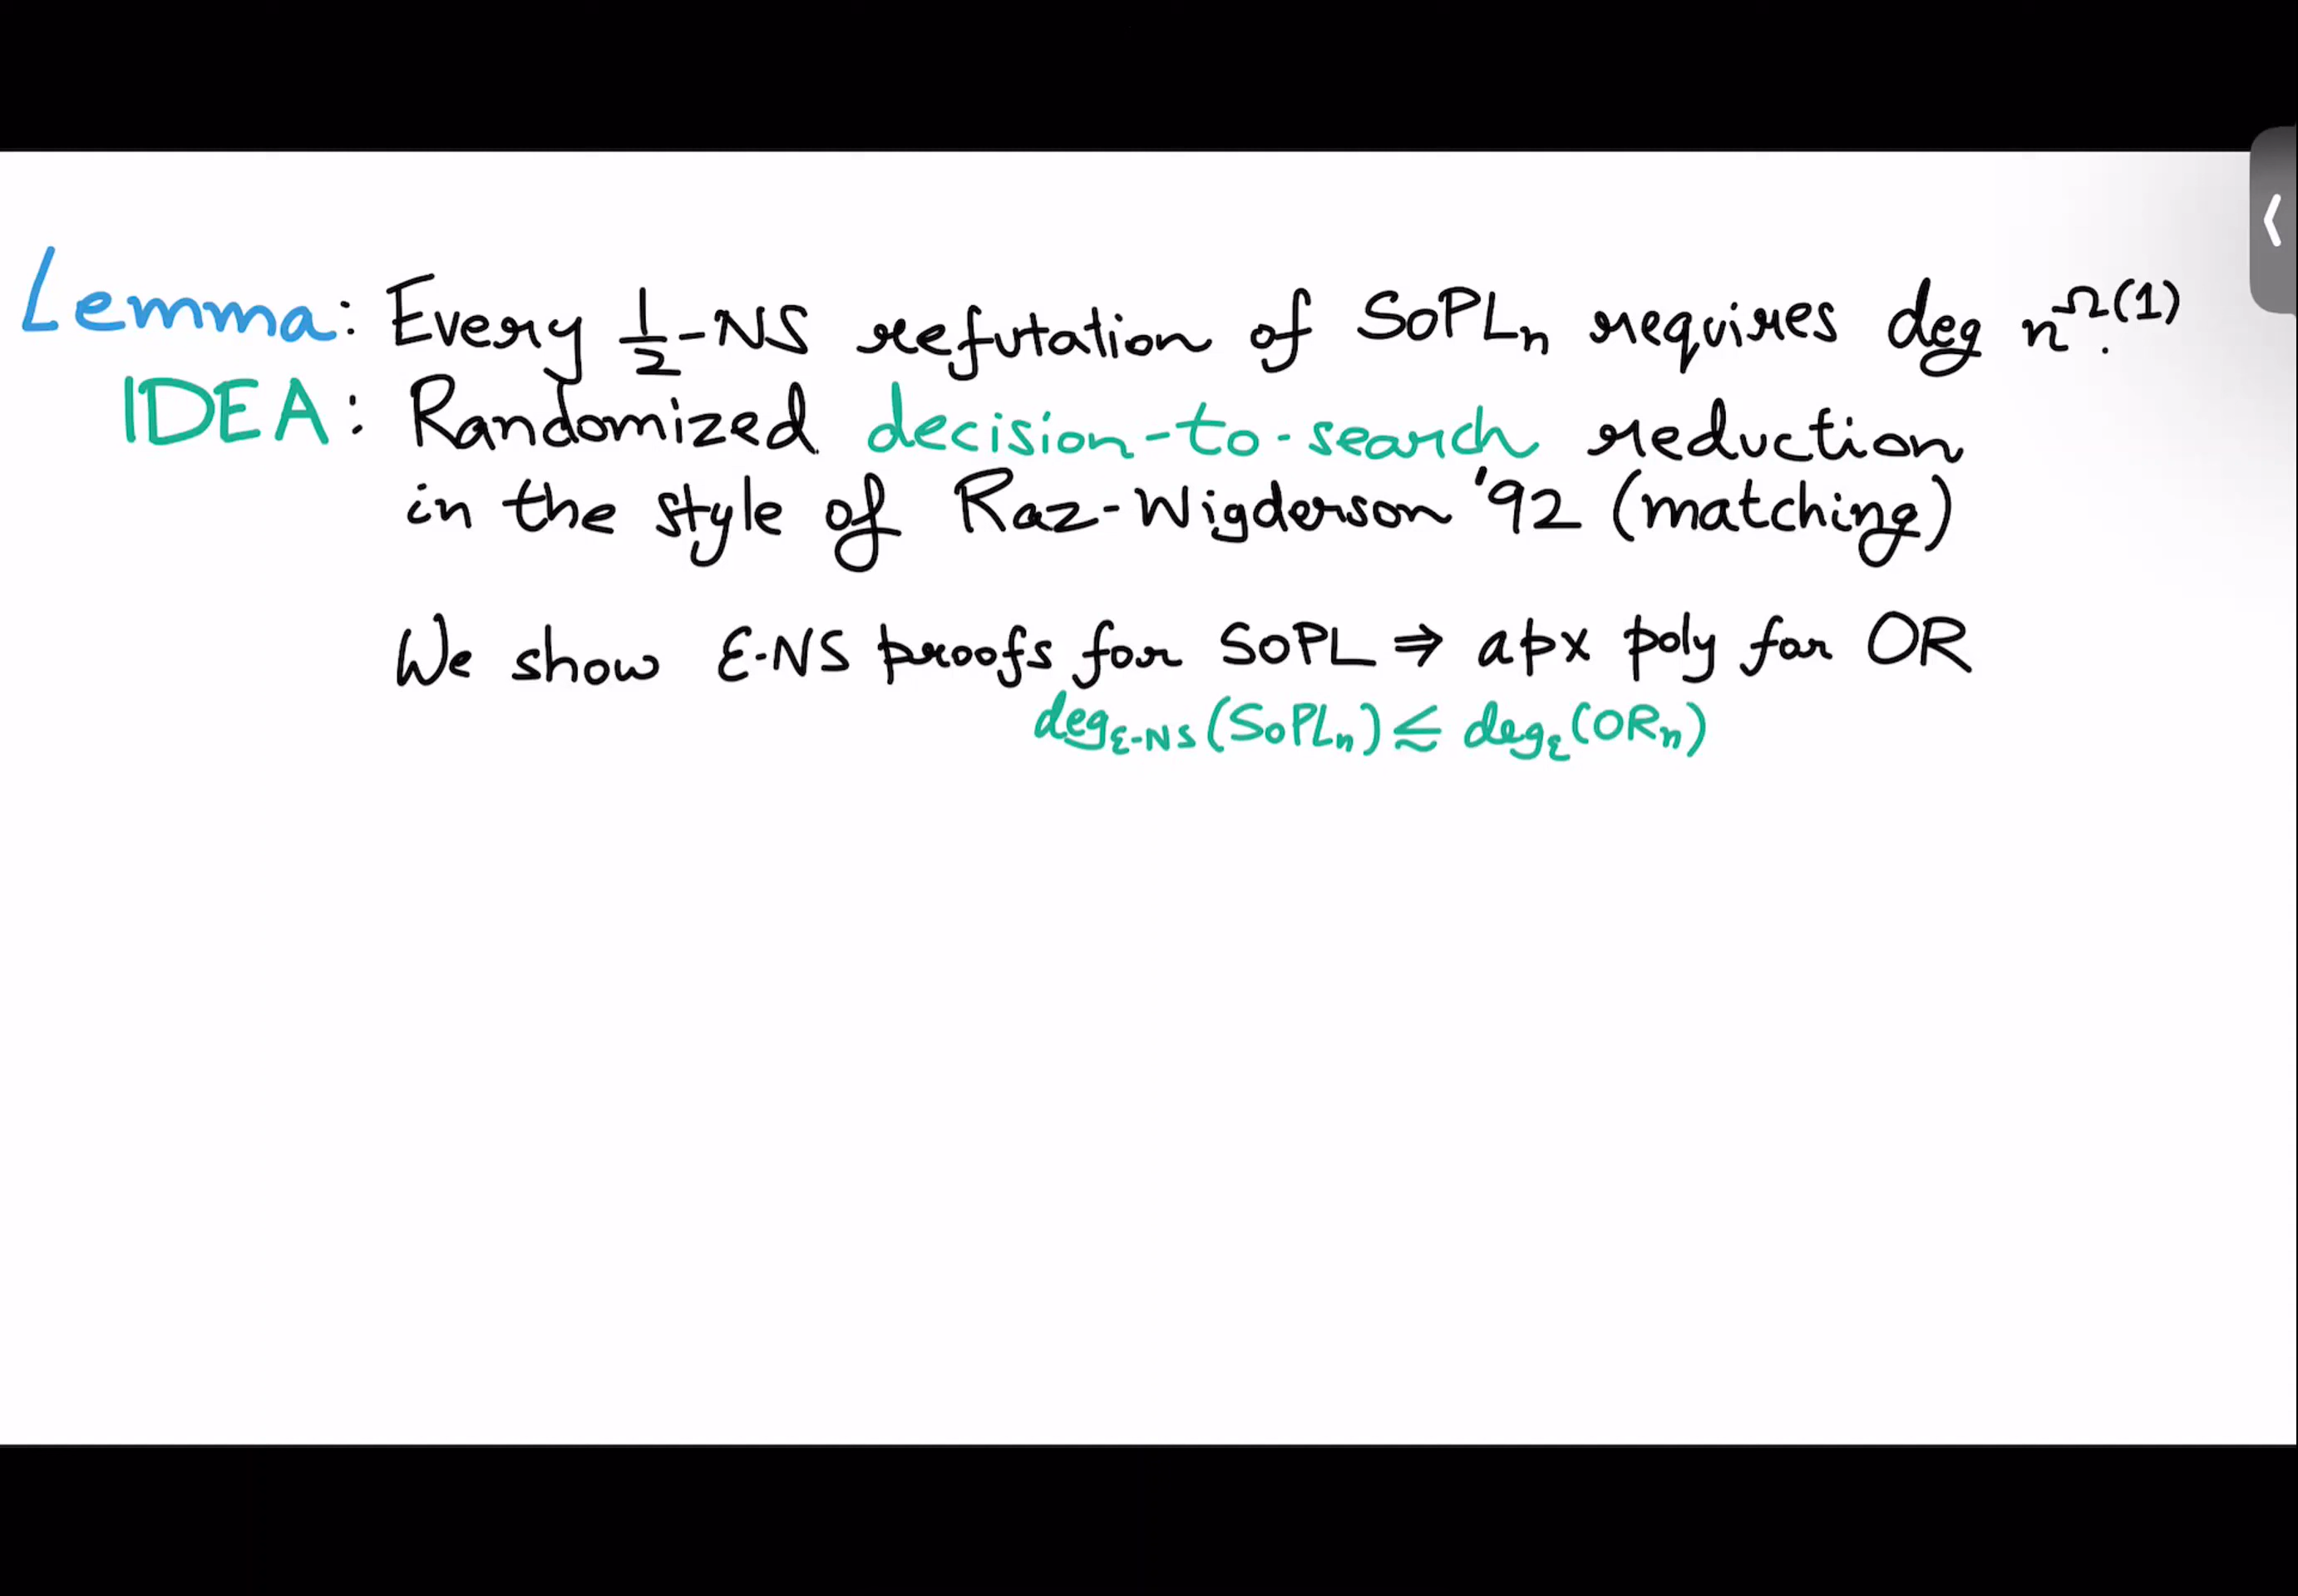 Lemma: Every 1/2-NS refutation of SoPLₙ requires deg n^Ω(1).
IDEA: Randomized decision-to-search reduction
in the style of Raz-Wigderson '92 (matching)
We show ε-NS proofs for SoPL ⇒ apx poly for OR
deg_ε-NS(SoPLₙ) ≲ deg_ε(ORₙ)